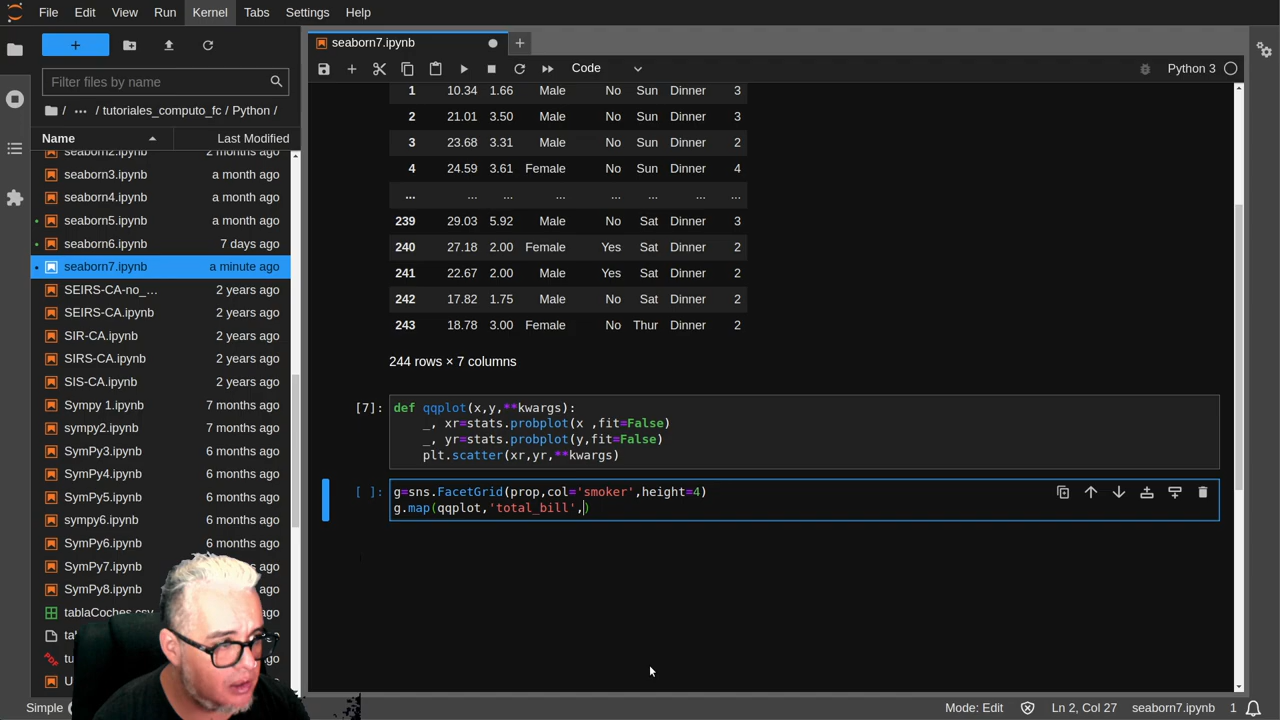 File Edit View Run Kernel Tabs Settings Help
seaborn7.ipynb
Filter files by name
Code
Python 3
/ ... / tutoriales_computo_fc / Python /
Name Last Modified
seaborn2.ipynb 2 months ago
seaborn3.ipynb a month ago
seaborn4.ipynb a month ago
seaborn5.ipynb a month ago
seaborn6.ipynb 7 days ago
seaborn7.ipynb a minute ago
SEIRS-CA-no_... 2 years ago
SEIRS-CA.ipynb 2 years ago
SIR-CA.ipynb 2 years ago
SIRS-CA.ipynb 2 years ago
SIS-CA.ipynb 2 years ago
Sympy 1.ipynb 7 months ago
sympy2.ipynb 7 months ago
SymPy3.ipynb 6 months ago
SymPy4.ipynb 6 months ago
SymPy5.ipynb 6 months ago
sympy6.ipynb 6 months ago
SymPy6.ipynb 6 months ago
SymPy7.ipynb 6 months ago
SymPy8.ipynb 6 months ago
tablaCoches.csv ago
ago
PDF ago
ago
1 10.34 1.66 Male No Sun Dinner 3
2 21.01 3.50 Male No Sun Dinner 3
3 23.68 3.31 Male No Sun Dinner 2
4 24.59 3.61 Female No Sun Dinner 4
... ... ... ... ... ... ... ...
239 29.03 5.92 Male No Sat Dinner 3
240 27.18 2.00 Female Yes Sat Dinner 2
241 22.67 2.00 Male Yes Sat Dinner 2
242 17.82 1.75 Male No Sat Dinner 2
243 18.78 3.00 Female No Thur Dinner 2
244 rows × 7 columns
[7]: def qqplot(x,y,**kwargs):
_, xr=stats.probplot(x ,fit=False)
_, yr=stats.probplot(y,fit=False)
plt.scatter(xr,yr,**kwargs)
[ ]: g=sns.FacetGrid(prop,col='smoker',height=4)
g.map(qqplot,'total_bill',)
Simple
Mode: Edit Ln 2, Col 27 seaborn7.ipynb 1